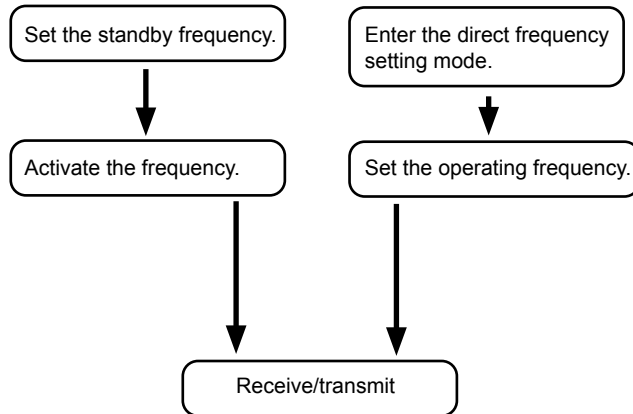 Set the standby frequency.
Enter the direct frequency
setting mode.
Activate the frequency.
Set the operating frequency.
Receive/transmit